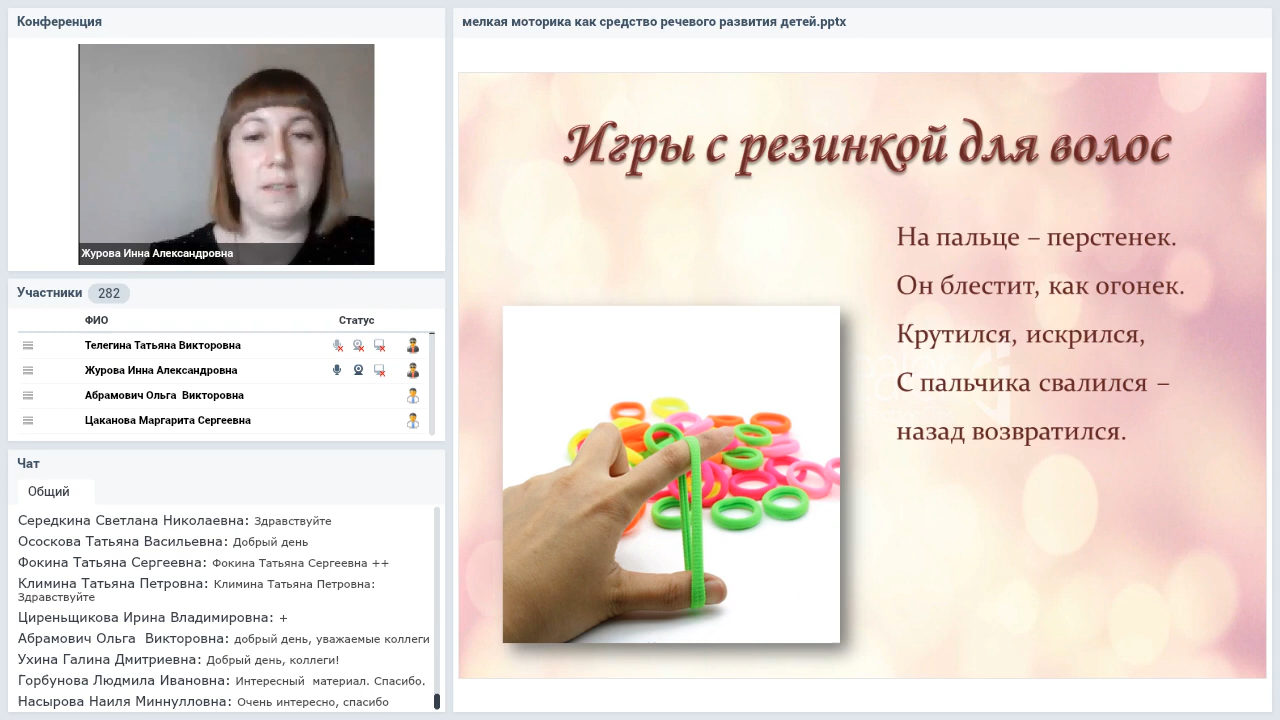 Конференция
Журова Инна Александровна
Участники 282
ФИО Статус
Телегина Татьяна Викторовна
Журова Инна Александровна
Абрамович Ольга  Викторовна
Цаканова Маргарита Сергеевна
Чат
Общий
Середкина Светлана Николаевна: Здравствуйте
Ососкова Татьяна Васильевна: Добрый день
Фокина Татьяна Сергеевна: Фокина Татьяна Сергеевна ++
Климина Татьяна Петровна: Климина Татьяна Петровна:
Здравствуйте
Циреньщикова Ирина Владимировна: +
Абрамович Ольга  Викторовна: добрый день, уважаемые коллеги
Ухина Галина Дмитриевна: Добрый день, коллеги!
Горбунова Людмила Ивановна: Интересный  материал. Спасибо.
Насырова Наиля Миннулловна: Очень интересно, спасибо
мелкая моторика как средство речевого развития детей.pptx
Игры с резинкой для волос
На пальце – перстенек.
Он блестит, как огонек.
Крутился, искрился,
С пальчика свалился –
назад возвратился.